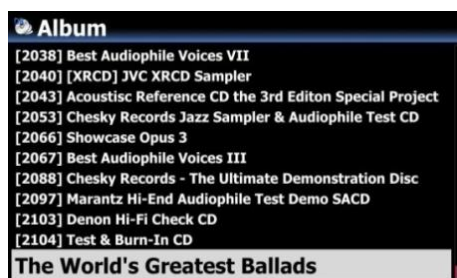 Album
[2038] Best Audiophile Voices VII
[2040] [XRCD] JVC XRCD Sampler
[2043] Acoustisc Reference CD the 3rd Editon Special Project
[2053] Chesky Records Jazz Sampler & Audiophile Test CD
[2066] Showcase Opus 3
[2067] Best Audiophile Voices III
[2088] Chesky Records - The Ultimate Demonstration Disc
[2097] Marantz Hi-End Audiophile Test Demo SACD
[2103] Denon Hi-Fi Check CD
[2104] Test & Burn-In CD
The World's Greatest Ballads